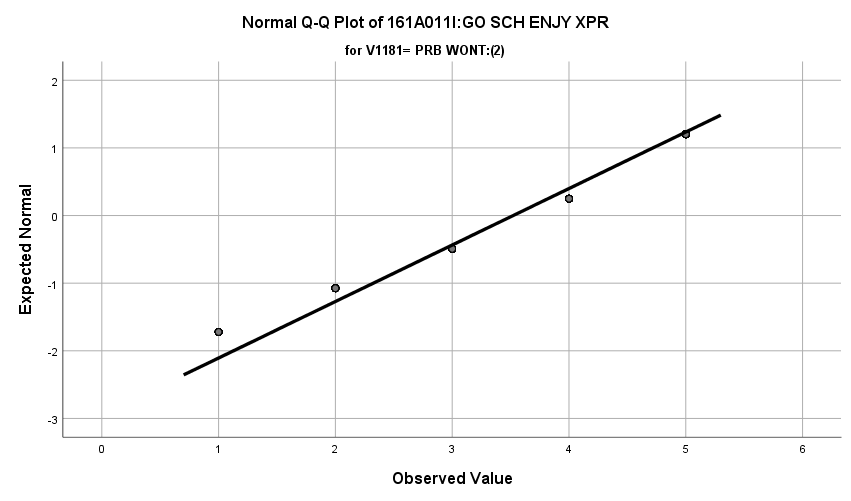 Normal Q-Q Plot of 161A011I:GO SCH ENJY XPR
for V1181= PRB WONT:(2)
2
1
0
-1
-2
-3
Expected Normal
0 1 2 3 4 5 6
Observed Value